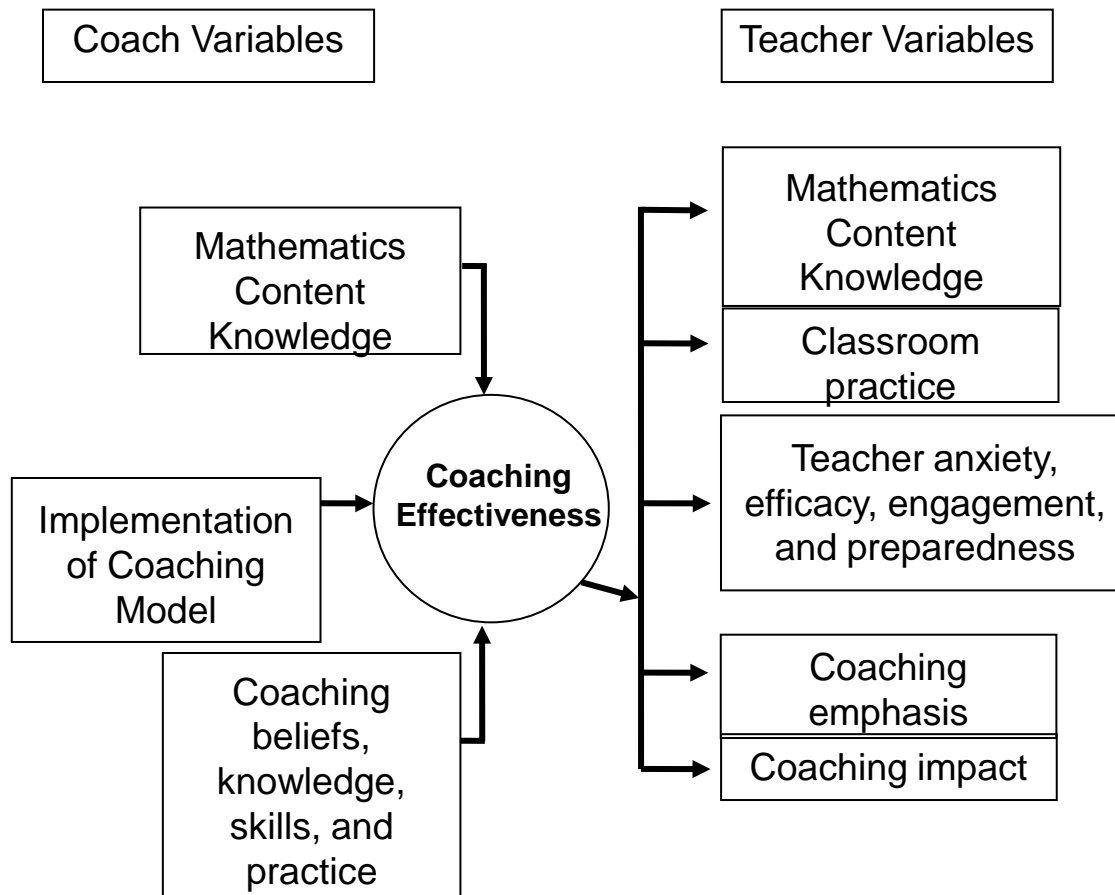 Coach Variables
Teacher Variables
Mathematics
Content
Knowledge
Implementation
of Coaching
Model
Coaching
beliefs,
knowledge,
skills, and
practice
Coaching
Effectiveness
Mathematics
Content
Knowledge
Classroom
practice
Teacher anxiety,
efficacy, engagement,
and preparedness
Coaching
emphasis
Coaching impact